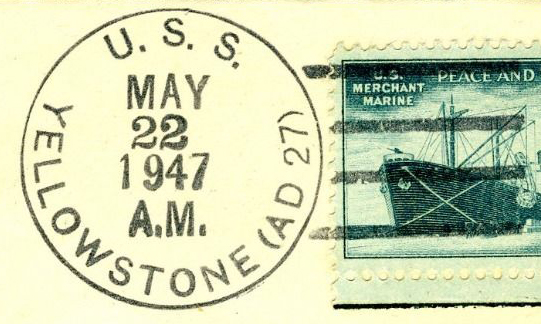 U. S. S.
YELLOWSTONE (AD 27)
MAY
22
1947
A.M.
U.S.
MERCHANT
MARINE
PEACE AND